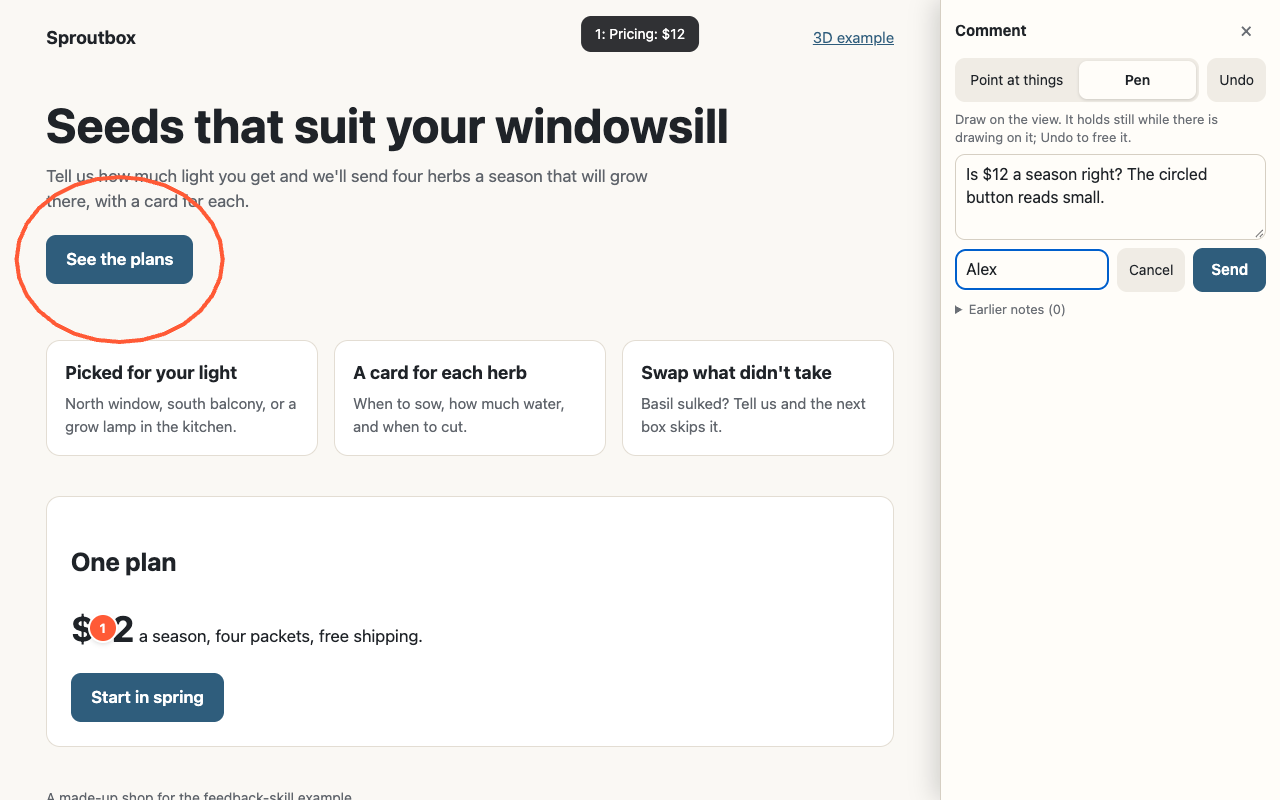 Sproutbox
1: Pricing: $12
3D example
Seeds that suit your windowsill
Tell us how much light you get and we'll send four herbs a season that will grow
there, with a card for each.
See the plans
Picked for your light
North window, south balcony, or a
grow lamp in the kitchen.
A card for each herb
When to sow, how much water,
and when to cut.
Swap what didn't take
Basil sulked? Tell us and the next
box skips it.
One plan
$12 a season, four packets, free shipping.
1
Start in spring
A made-up shop for the feedback-skill example
Comment
×
Point at things
Pen
Undo
Draw on the view. It holds still while there is
drawing on it; Undo to free it.
Is $12 a season right? The circled
button reads small.
Alex
Cancel
Send
Earlier notes (0)